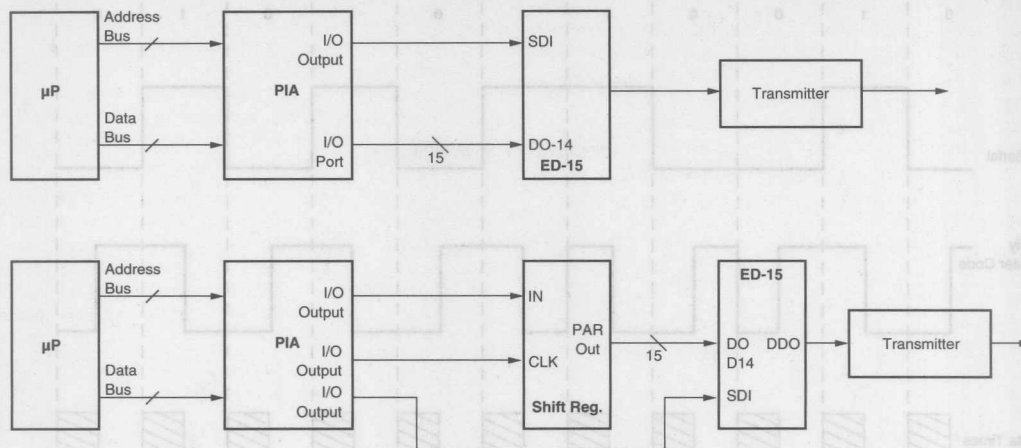 Address
Bus
µP
Data
Bus
I/O
Output
PIA
I/O
Port
15
SDI
DO-14
ED-15
Transmitter
Address
Bus
µP
Data
Bus
I/O
Output
PIA
I/O
Output
I/O
Output
IN
CLK
PAR
Out
Shift Reg.
15
ED-15
DO DDO
D14
SDI
Transmitter